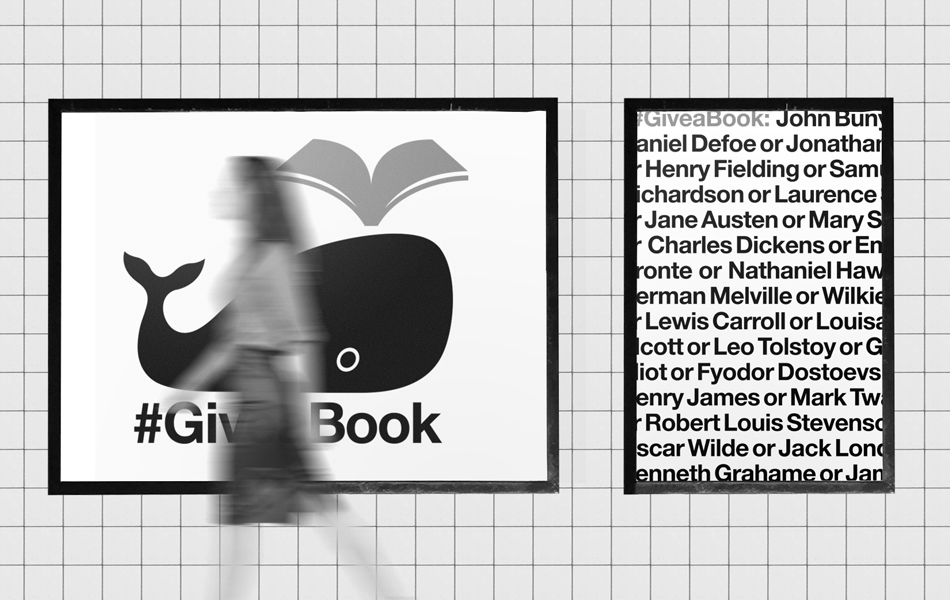 #GiveaBook
#GiveaBook: John Buny
aniel Defoe or Jonathan
r Henry Fielding or Samu
ichardson or Laurence
r Jane Austen or Mary S
r Charles Dickens or Em
ronte or Nathaniel Haw
erman Melville or Wilkie
r Lewis Carroll or Louisa
lcott or Leo Tolstoy or G
liot or Fyodor Dostoevs
enry James or Mark Twa
r Robert Louis Stevenso
scar Wilde or Jack Lond
enneth Grahame or Jam